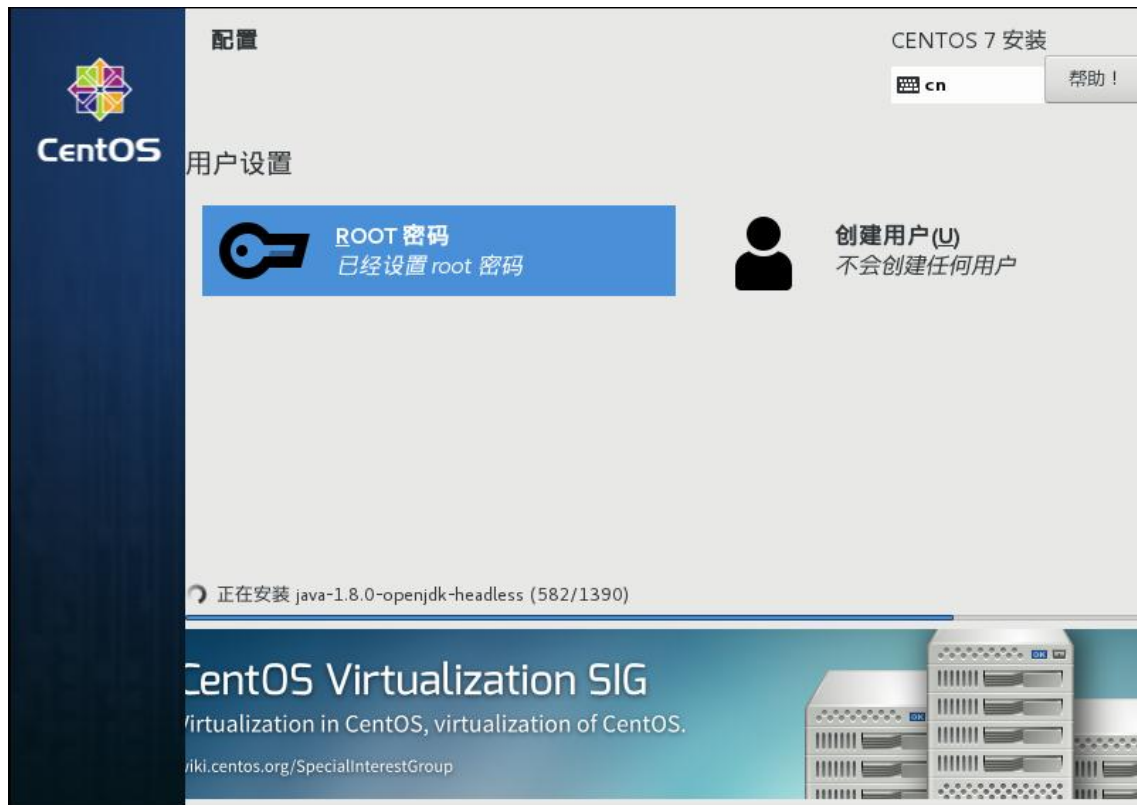 配置
CENTOS 7 安装
cn
帮助！
CentOS
用户设置
ROOT 密码
已经设置 root 密码
创建用户(U)
不会创建任何用户
正在安装 java-1.8.0-openjdk-headless (582/1390)
CentOS Virtualization SIG
Virtualization in CentOS, virtualization of CentOS.
wiki.centos.org/SpecialInterestGroup
OK
OK